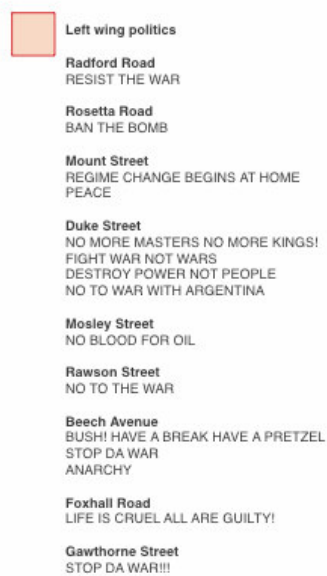 Left wing politics
Radford Road
RESIST THE WAR
Rosetta Road
BAN THE BOMB
Mount Street
REGIME CHANGE BEGINS AT HOME
PEACE
Duke Street
NO MORE MASTERS NO MORE KINGS!
FIGHT WAR NOT WARS
DESTROY POWER NOT PEOPLE
NO TO WAR WITH ARGENTINA
Mosley Street
NO BLOOD FOR OIL
Rawson Street
NO TO THE WAR
Beech Avenue
BUSH! HAVE A BREAK HAVE A PRETZEL
STOP DA WAR
ANARCHY
Foxhall Road
LIFE IS CRUEL ALL ARE GUILTY!
Gawthorne Street
STOP DA WAR!!!